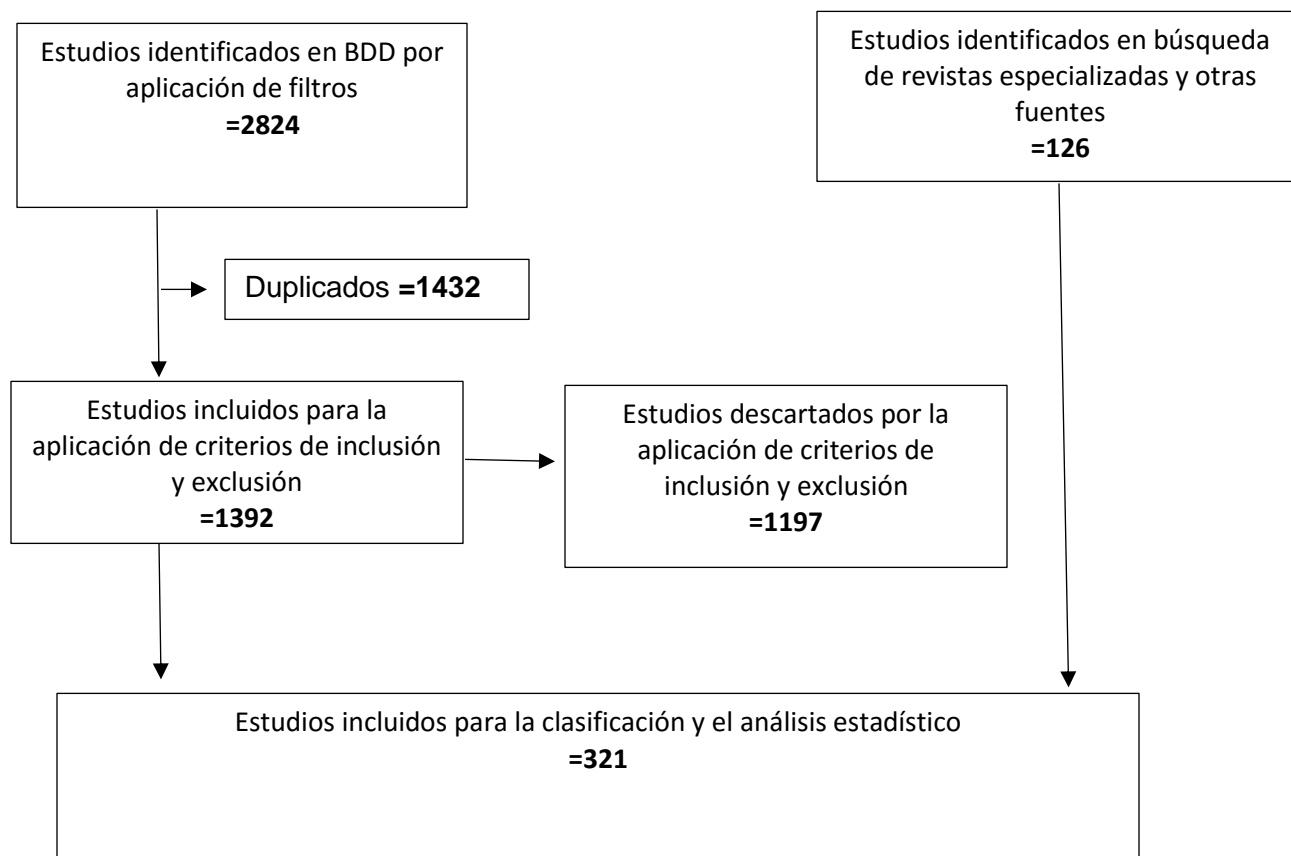 Estudios identificados en BDD por
aplicación de filtros
=2824
Estudios identificados en búsqueda
de revistas especializadas y otras
fuentes
=126
Duplicados =1432
Estudios incluidos para la
aplicación de criterios de inclusión
y exclusión
=1392
Estudios descartados por la
aplicación de criterios de
inclusión y exclusión
=1197
Estudios incluidos para la clasificación y el análisis estadístico
=321